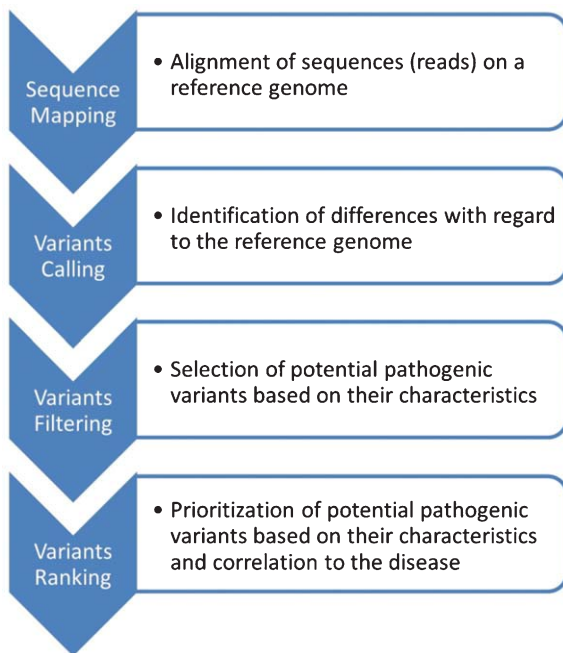 Sequence
Mapping
• Alignment of sequences (reads) on a
reference genome
Variants
Calling
• Identification of differences with regard
to the reference genome
Variants
Filtering
• Selection of potential pathogenic
variants based on their characteristics
Variants
Ranking
• Prioritization of potential pathogenic
variants based on their characteristics
and correlation to the disease